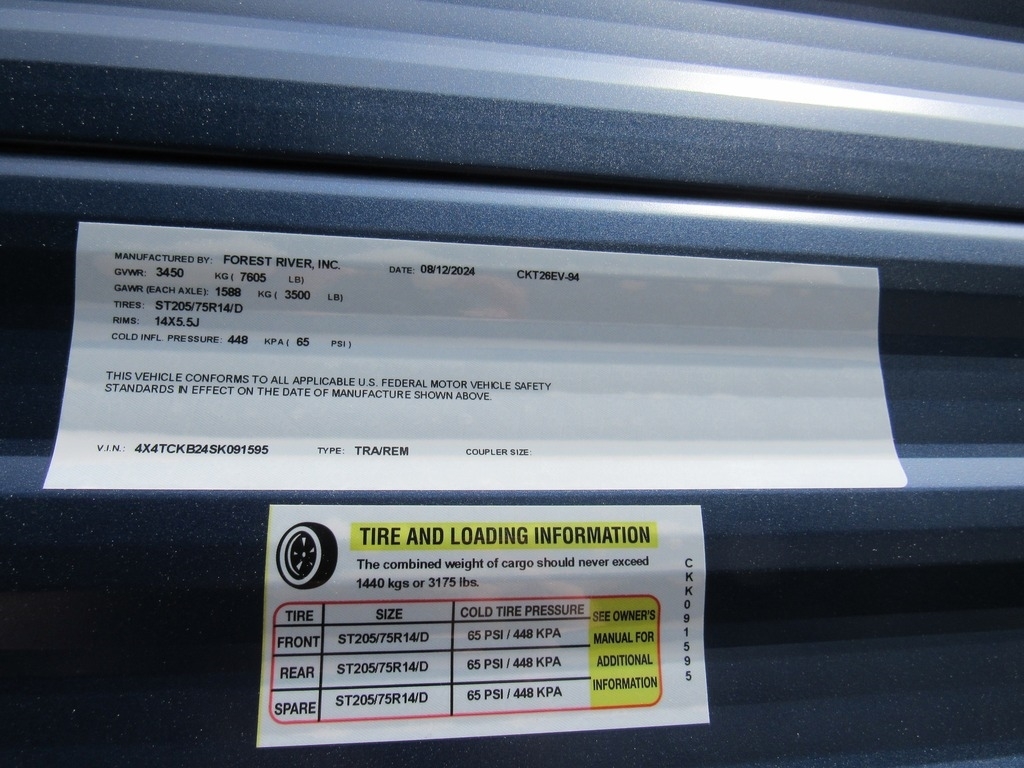 MANUFACTURED BY: FOREST RIVER, INC. DATE: 08/12/2024 CKT26EV-94
GVWR: 3450 KG ( 7605 LB)
GAWR (EACH AXLE): 1588 KG ( 3500 LB)
TIRES: ST205/75R14/D
RIMS: 14X5.5J
COLD INFL. PRESSURE: 448 KPA ( 65 PSI )
THIS VEHICLE CONFORMS TO ALL APPLICABLE U.S. FEDERAL MOTOR VEHICLE SAFETY
STANDARDS IN EFFECT ON THE DATE OF MANUFACTURE SHOWN ABOVE.
V.I.N.: 4X4TCKB24SK091595 TYPE: TRA/REM COUPLER SIZE:
TIRE AND LOADING INFORMATION
The combined weight of cargo should never exceed
1440 kgs or 3175 lbs.
TIRE SIZE COLD TIRE PRESSURE
FRONT ST205/75R14/D 65 PSI / 448 KPA
REAR ST205/75R14/D 65 PSI / 448 KPA
SPARE ST205/75R14/D 65 PSI / 448 KPA
SEE OWNER'S
MANUAL FOR
ADDITIONAL
INFORMATION
CKK091595